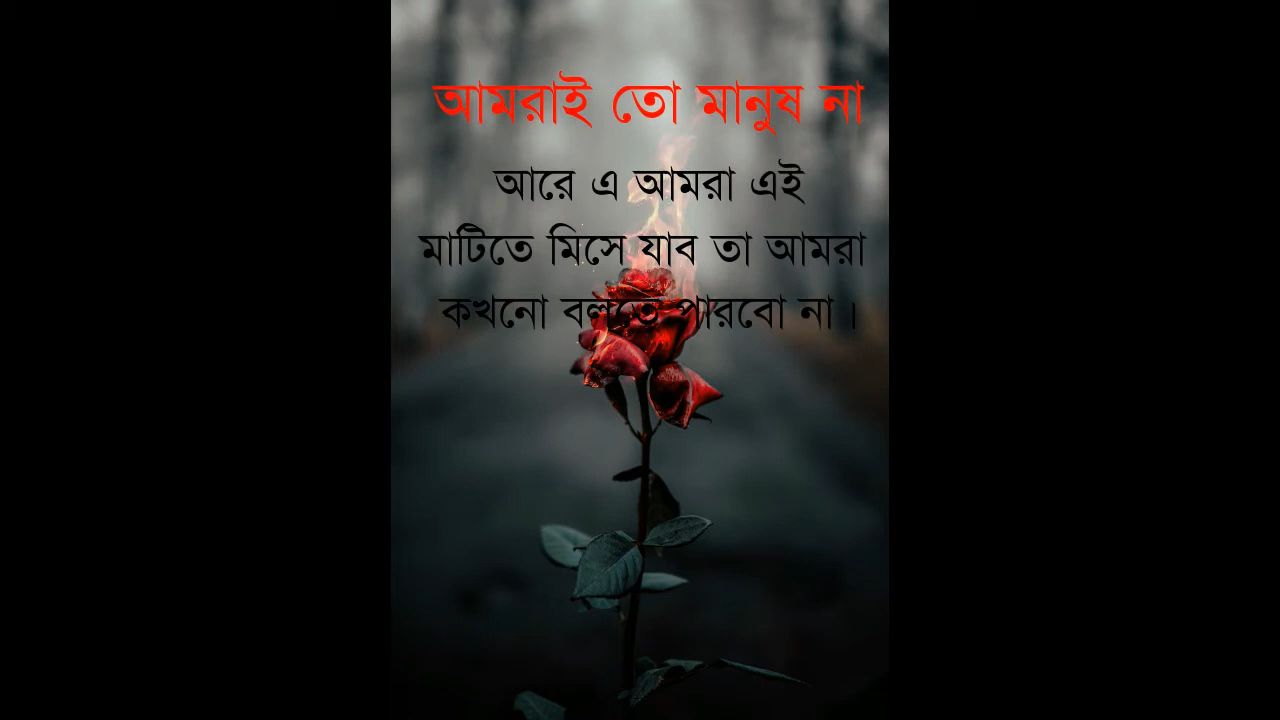 আমরাই তো মানুষ না
আরে এ আমরা এই
মাটিতে মিসে যাব তা আমরা
কখনো বলতে পারবো না।